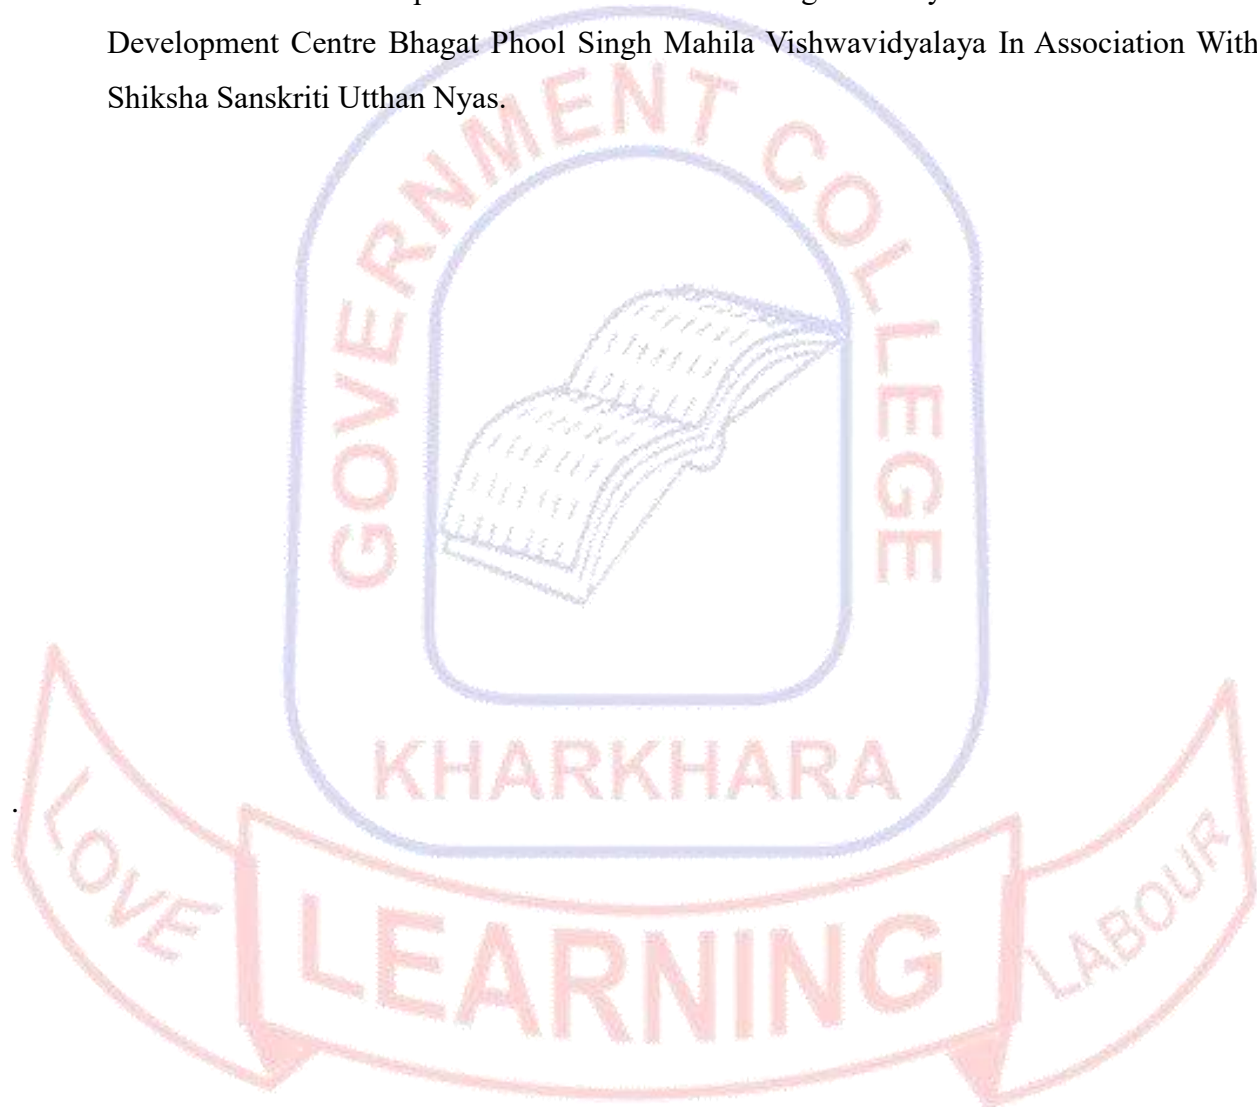 Development Centre Bhagat Phool Singh Mahila Vishwavidyalaya In Association With
Shiksha Sanskriti Utthan Nyas.
GOVERNMENT COLLEGE
KHARKHARA
.
LOVE
LEARNING
LABOUR